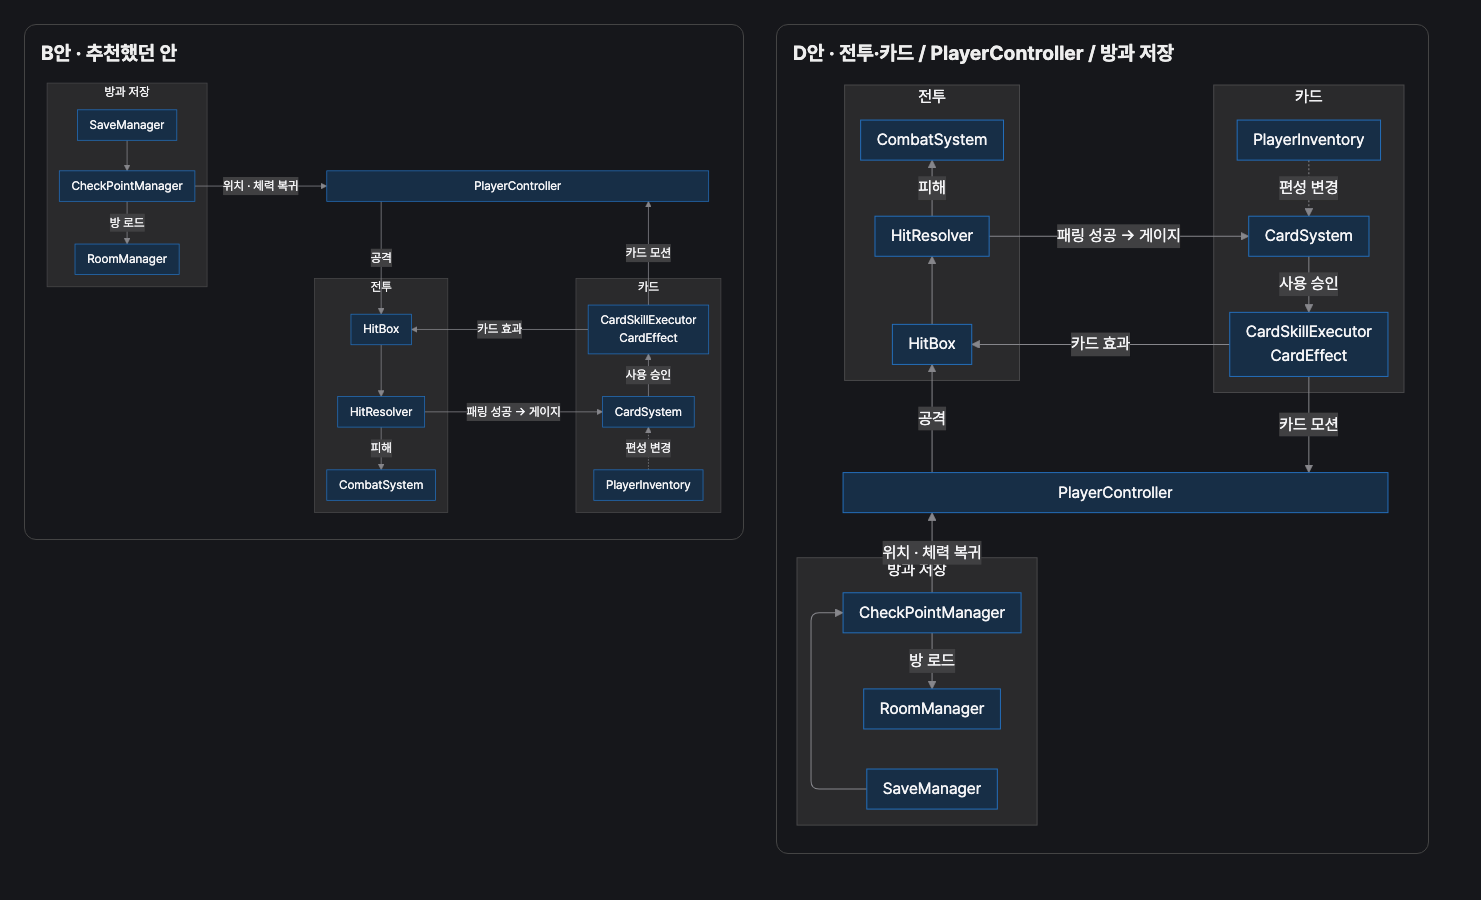 B안 · 추천했던 안
방과 저장
SaveManager
CheckPointManager
위치 · 체력 복귀
PlayerController
방 로드
RoomManager
공격
카드 모션
전투
카드
HitBox
카드 효과
CardSkillExecutor
CardEffect
사용 승인
HitResolver
패링 성공 → 게이지
CardSystem
피해
편성 변경
CombatSystem
PlayerInventory
D안 · 전투·카드 / PlayerController / 방과 저장
전투
카드
CombatSystem
PlayerInventory
피해
편성 변경
HitResolver
패링 성공 → 게이지
CardSystem
사용 승인
HitBox
카드 효과
CardSkillExecutor
CardEffect
공격
카드 모션
PlayerController
위치 · 체력 복귀
방과 저장
CheckPointManager
방 로드
RoomManager
SaveManager